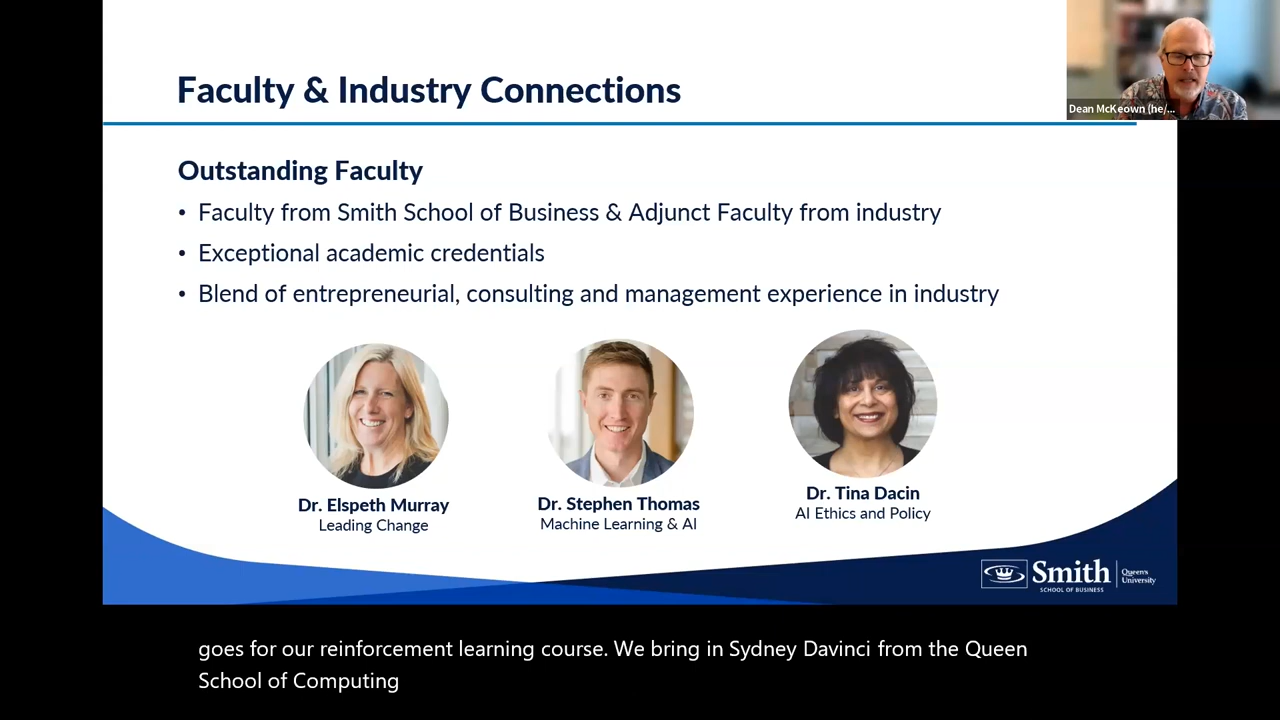 Faculty & Industry Connections
Dean McKeown (he/...
Outstanding Faculty
• Faculty from Smith School of Business & Adjunct Faculty from industry
• Exceptional academic credentials
• Blend of entrepreneurial, consulting and management experience in industry
Dr. Elspeth Murray
Leading Change
Dr. Stephen Thomas
Machine Learning & AI
Dr. Tina Dacin
AI Ethics and Policy
Smith
SCHOOL OF BUSINESS
Queen's
University
goes for our reinforcement learning course. We bring in Sydney Davinci from the Queen
School of Computing